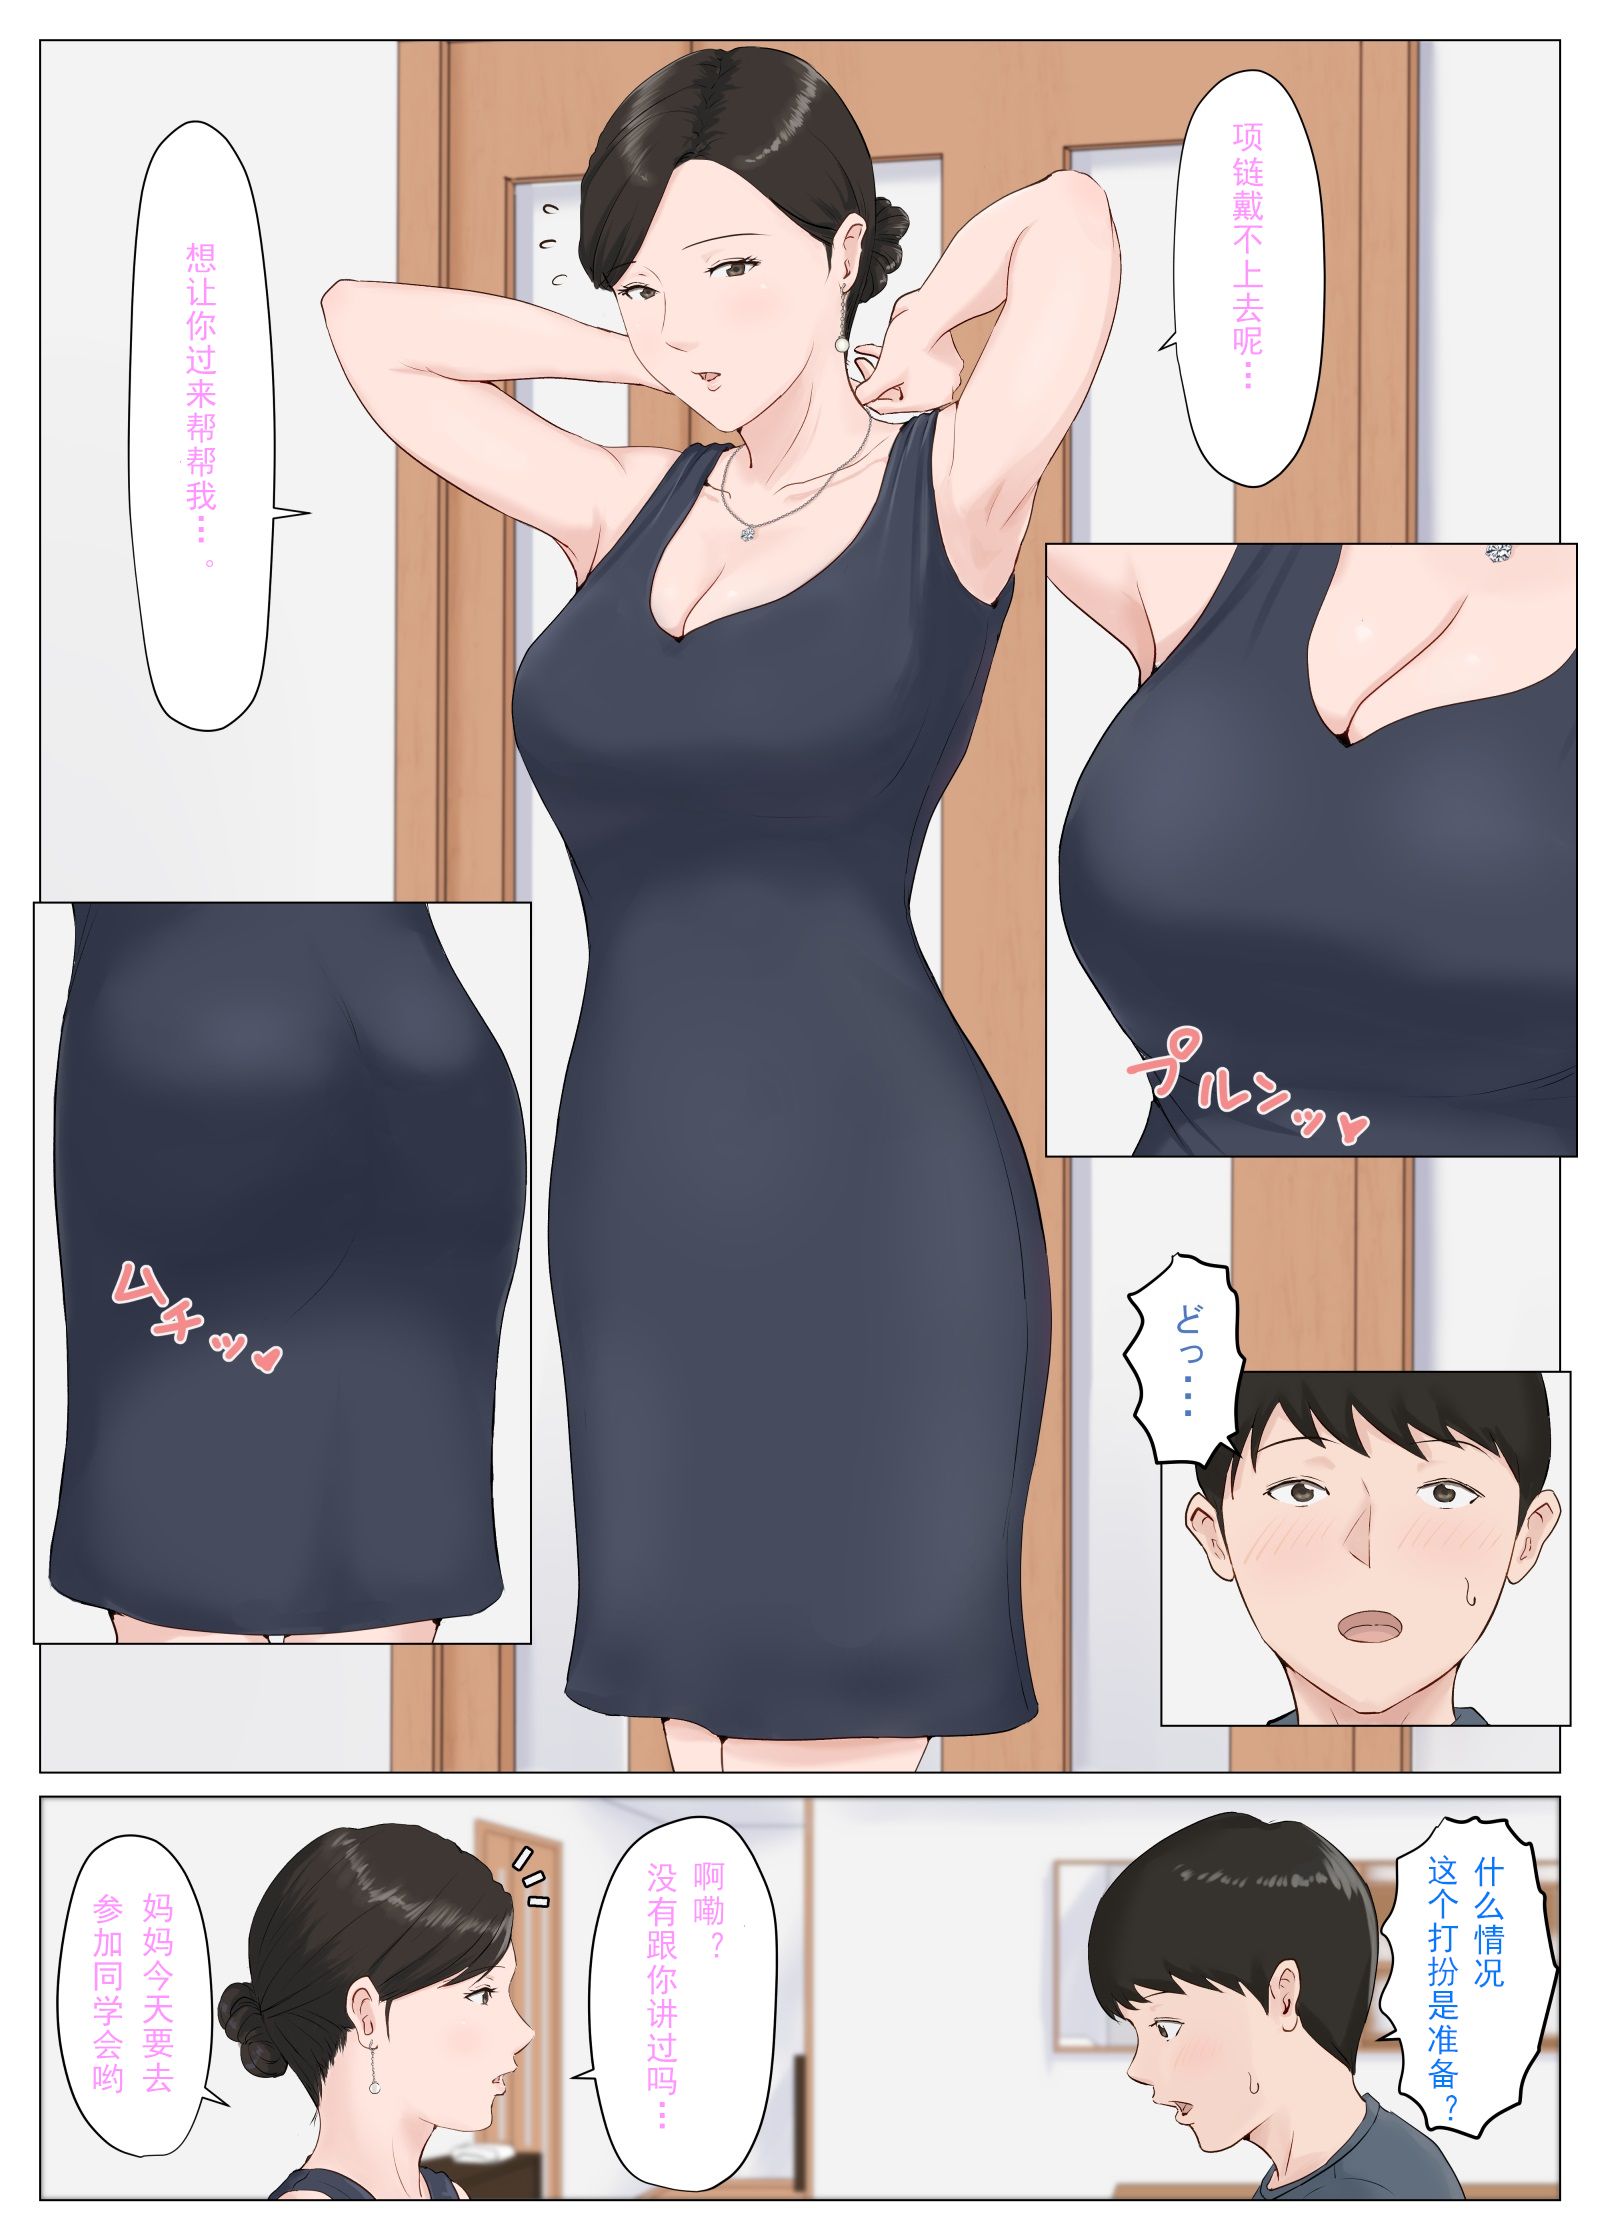 项链戴不上去呢…
想让你过来帮帮我…。
プルンッ♥
ムチッ♥
どっ…
什么情况
这个打扮是准备？
啊嘞？
没有跟你讲过吗…
妈妈今天要去
参加同学会哟